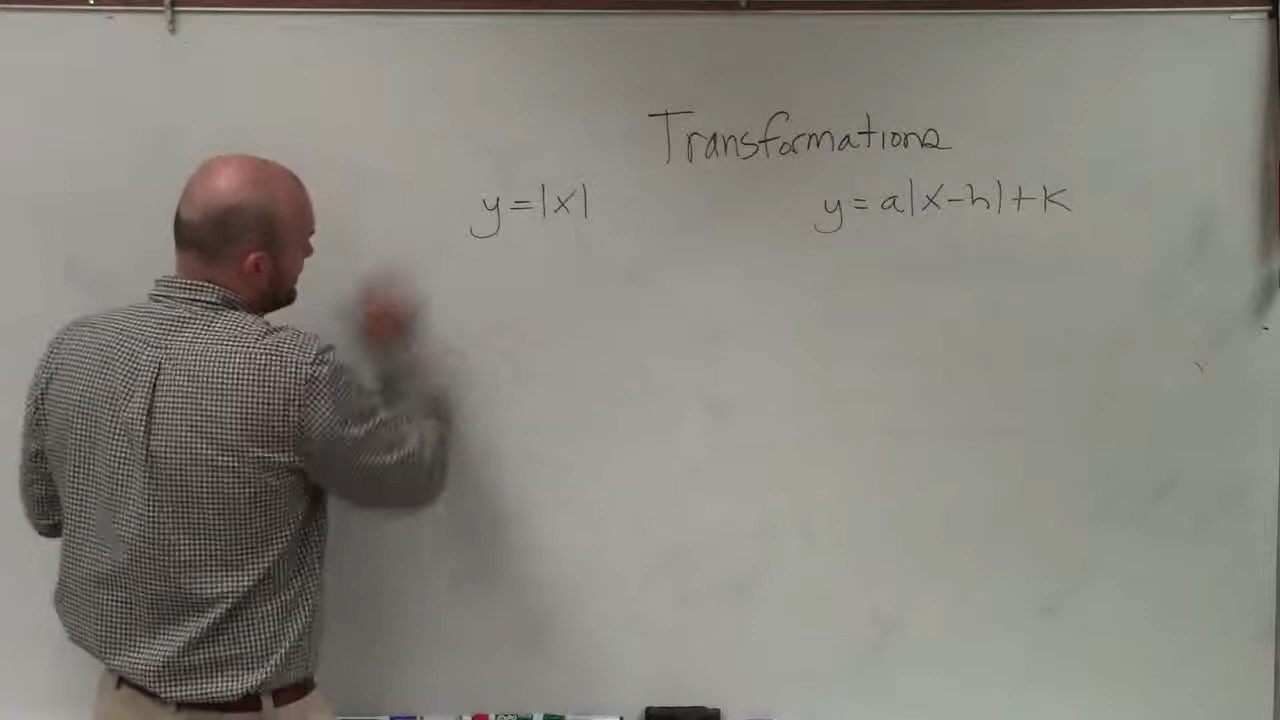 Transformations
y = |x|
y = a|x-h|+k